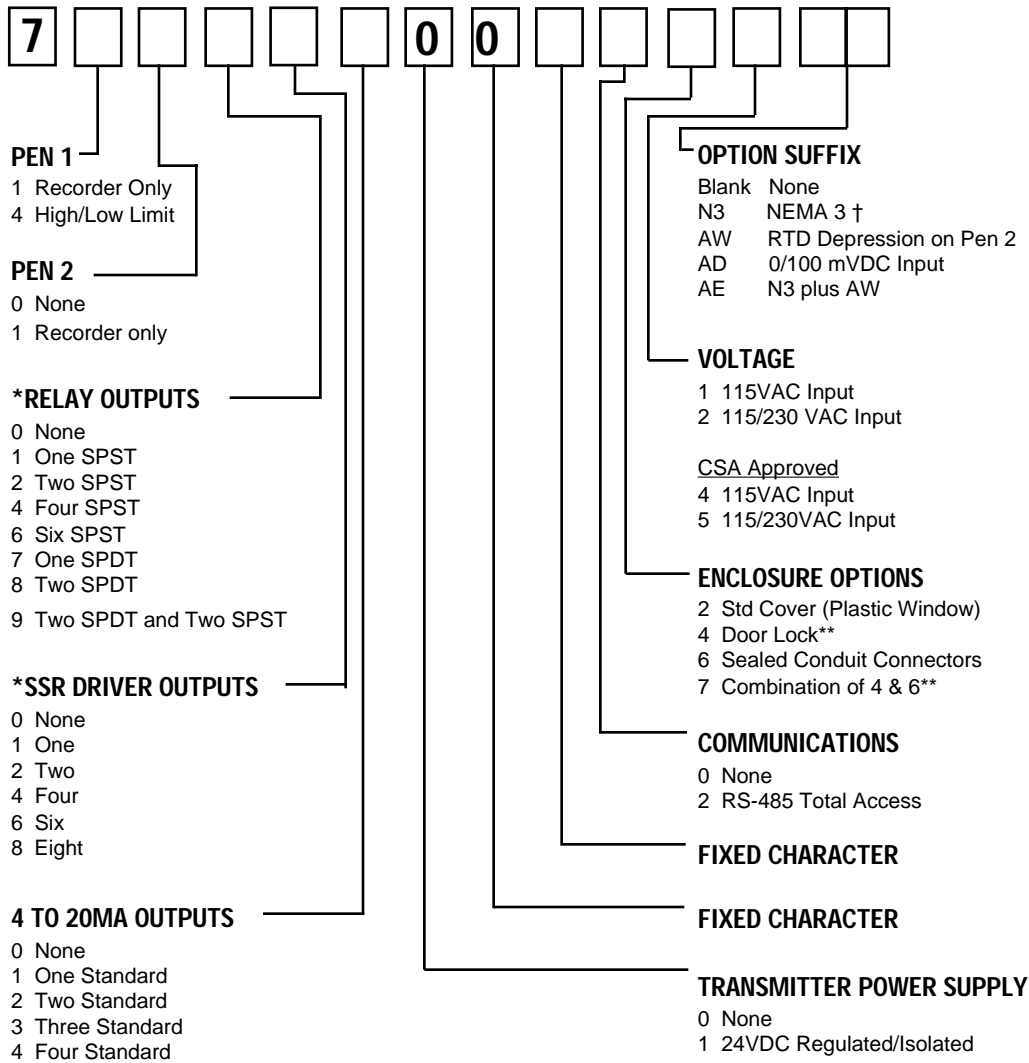 7 0 0
PEN 1
1 Recorder Only
4 High/Low Limit
PEN 2
0 None
1 Recorder only
*RELAY OUTPUTS
0 None
1 One SPST
2 Two SPST
4 Four SPST
6 Six SPST
7 One SPDT
8 Two SPDT
9 Two SPDT and Two SPST
*SSR DRIVER OUTPUTS
0 None
1 One
2 Two
4 Four
6 Six
8 Eight
4 TO 20MA OUTPUTS
0 None
1 One Standard
2 Two Standard
3 Three Standard
4 Four Standard
OPTION SUFFIX
Blank None
N3 NEMA 3 †
AW RTD Depression on Pen 2
AD 0/100 mVDC Input
AE N3 plus AW
VOLTAGE
1 115VAC Input
2 115/230 VAC Input
CSA Approved
4 115VAC Input
5 115/230VAC Input
ENCLOSURE OPTIONS
2 Std Cover (Plastic Window)
4 Door Lock**
6 Sealed Conduit Connectors
7 Combination of 4 & 6**
COMMUNICATIONS
0 None
2 RS-485 Total Access
FIXED CHARACTER
FIXED CHARACTER
TRANSMITTER POWER SUPPLY
0 None
1 24VDC Regulated/Isolated